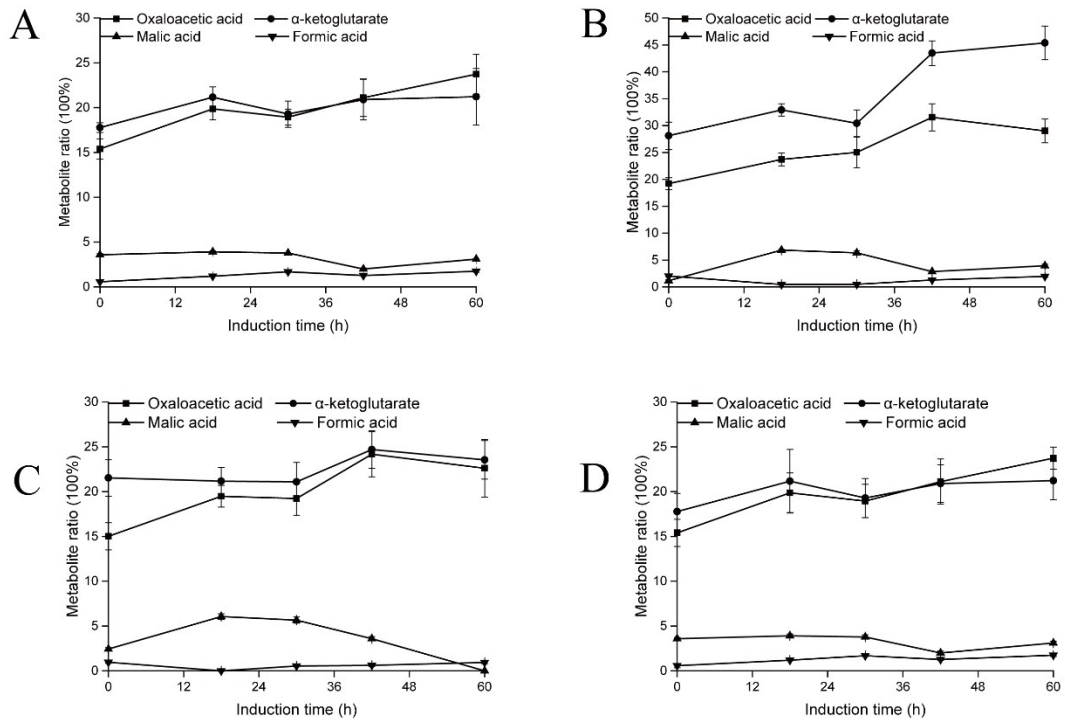 A
Oxaloacetic acid α-ketoglutarate
Malic acid Formic acid
30
25
20
15
10
5
0
0 12 24 36 48 60
Metabolite ratio (100%)
Induction time (h)
B
Oxaloacetic acid α-ketoglutarate
Malic acid Formic acid
50
45
40
35
30
25
20
15
10
5
0
0 12 24 36 48 60
Metabolite ratio (100%)
Induction time (h)
C
Oxaloacetic acid α-ketoglutarate
Malic acid Formic acid
30
25
20
15
10
5
0
0 12 24 36 48 60
Metabolite ratio (100%)
Induction time (h)
D
Oxaloacetic acid α-ketoglutarate
Malic acid Formic acid
30
25
20
15
10
5
0
0 12 24 36 48 60
Metabolite ratio (100%)
Induction time (h)